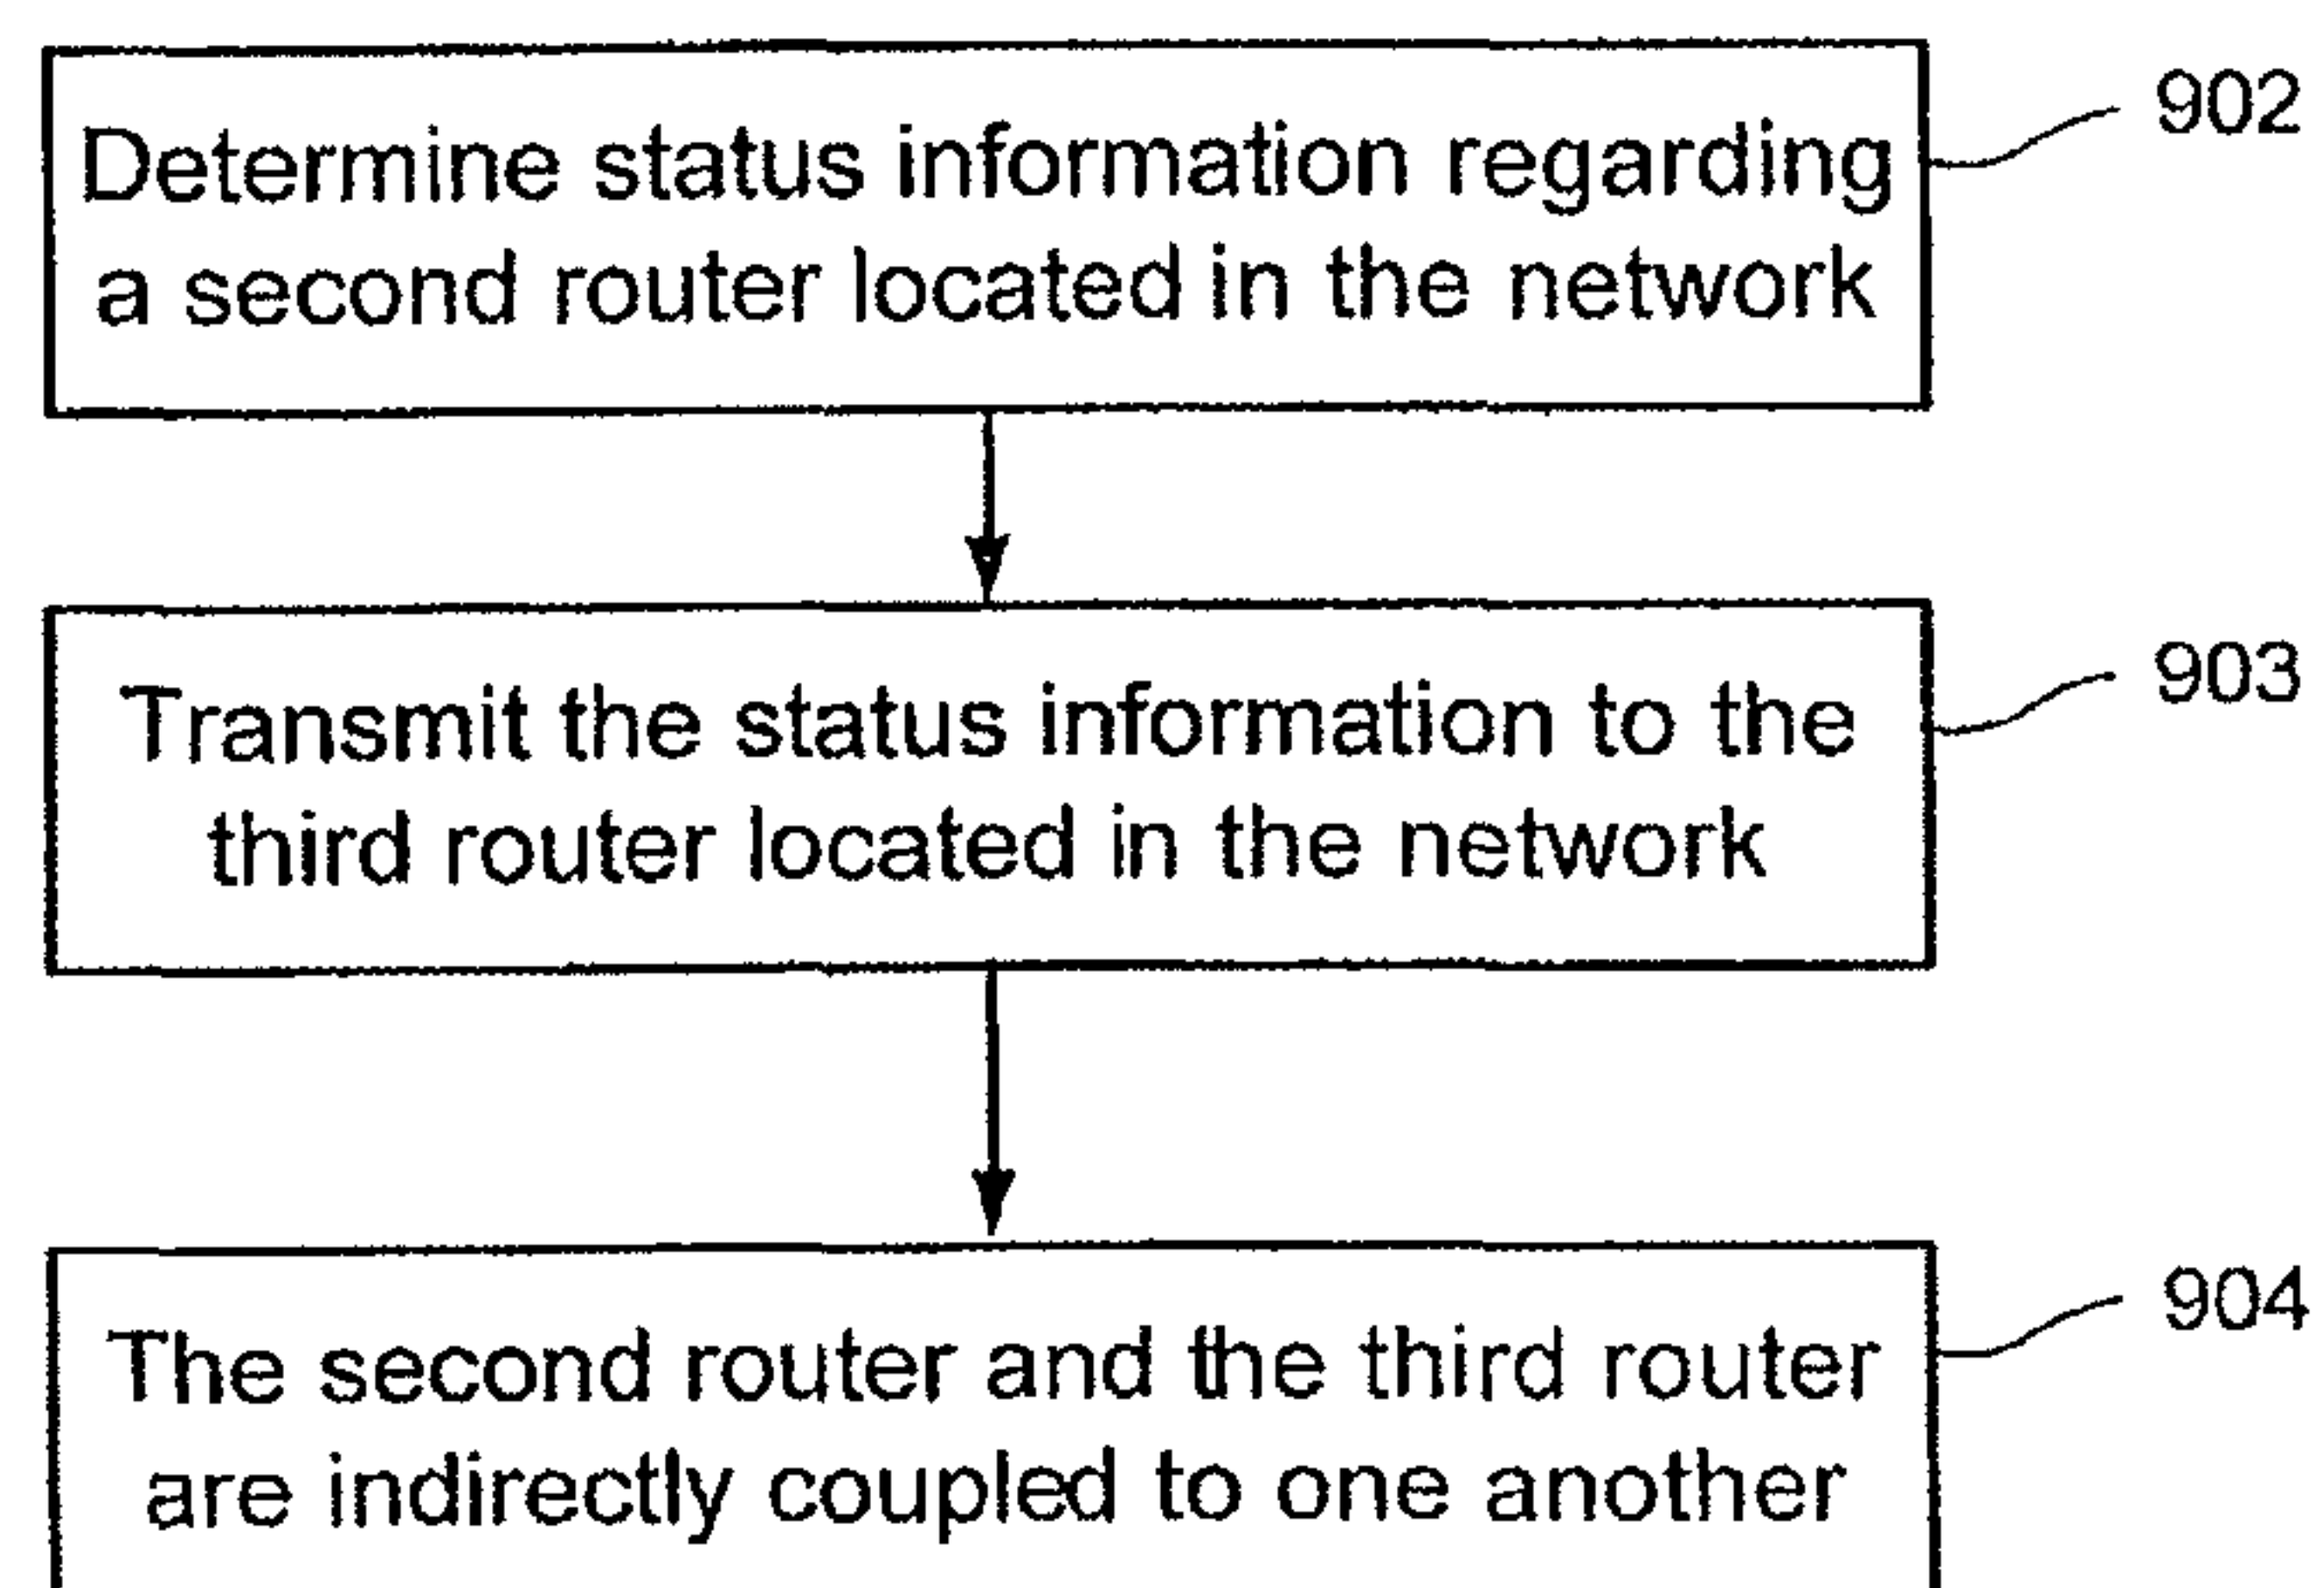 Determine status information regarding
a second router located in the network
902
Transmit the status information to the
third router located in the network
903
The second router and the third router
are indirectly coupled to one another
904